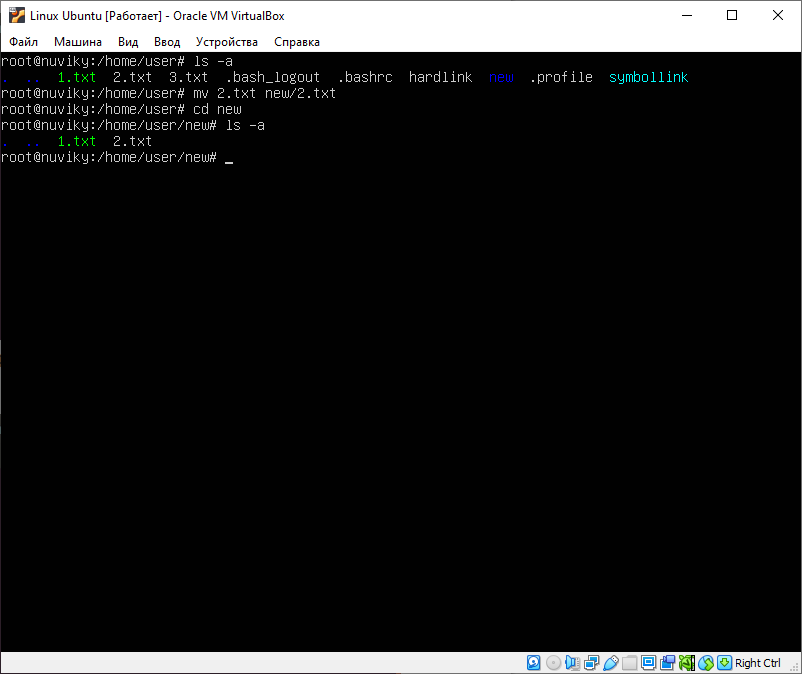 Linux Ubuntu [Работает] - Oracle VM VirtualBox
Файл Машина Вид Ввод Устройства Справка
root@nuviky:/home/user# ls -a
. .. 1.txt 2.txt 3.txt .bash_logout .bashrc hardlink new .profile symbollink
root@nuviky:/home/user# mv 2.txt new/2.txt
root@nuviky:/home/user# cd new
root@nuviky:/home/user/new# ls -a
. .. 1.txt 2.txt
root@nuviky:/home/user/new# _
Right Ctrl